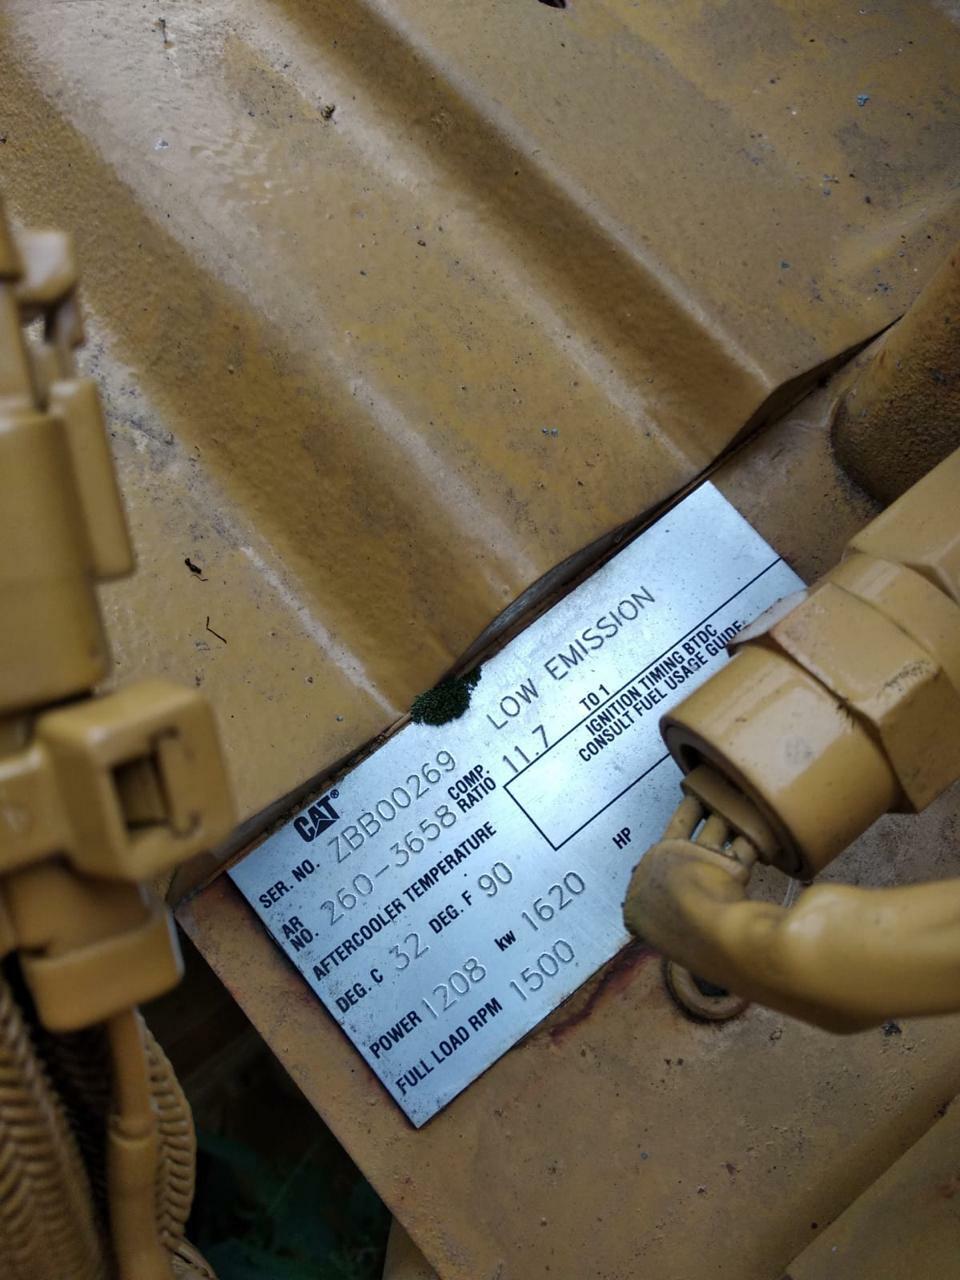 CAT®
SER. NO. ZBB00269 LOW EMISSION
AR NO. 260-3658 COMP. RATIO 11.7 TO 1
AFTERCOOLER TEMPERATURE
IGNITION TIMING BTDC
CONSULT FUEL USAGE GUIDE.
DEG. C 32 DEG. F 90
POWER 1208 kw 1620 HP
FULL LOAD RPM 1500